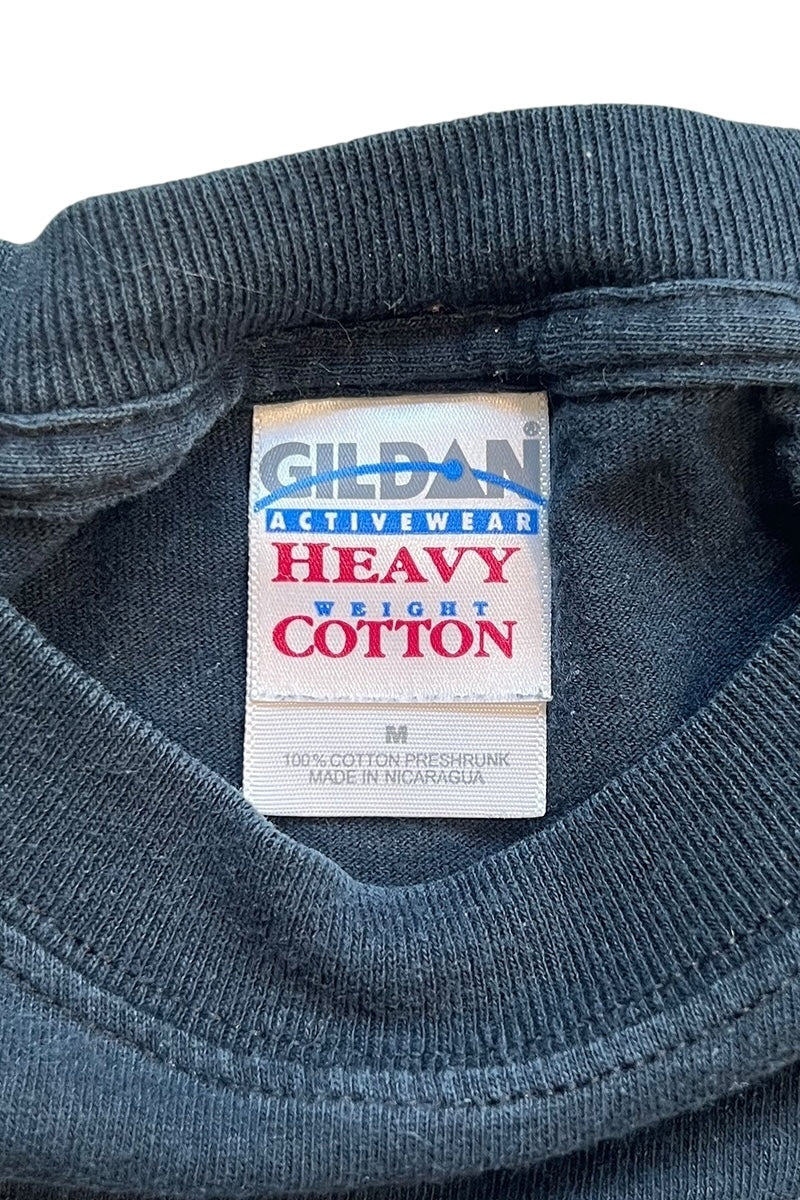 GILDAN®
ACTIVEWEAR
HEAVY
WEIGHT
COTTON
M
100% COTTON PRESHRUNK
MADE IN NICARAGUA